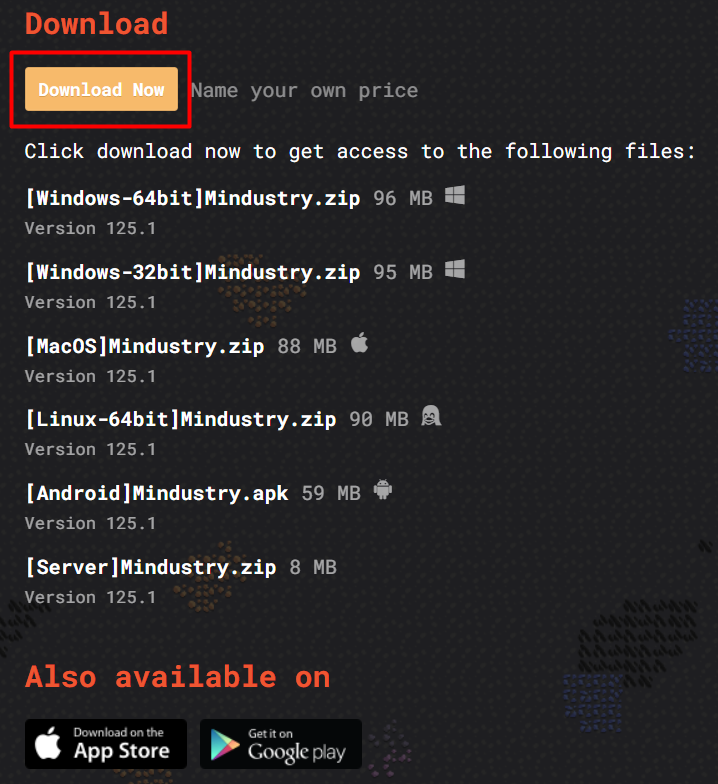 Download
Download Now Name your own price
Click download now to get access to the following files:
[Windows-64bit]Mindustry.zip 96 MB
Version 125.1
[Windows-32bit]Mindustry.zip 95 MB
Version 125.1
[MacOS]Mindustry.zip 88 MB
Version 125.1
[Linux-64bit]Mindustry.zip 90 MB
Version 125.1
[Android]Mindustry.apk 59 MB
Version 125.1
[Server]Mindustry.zip 8 MB
Version 125.1
Also available on
Download on the
App Store
Get it on
Google play